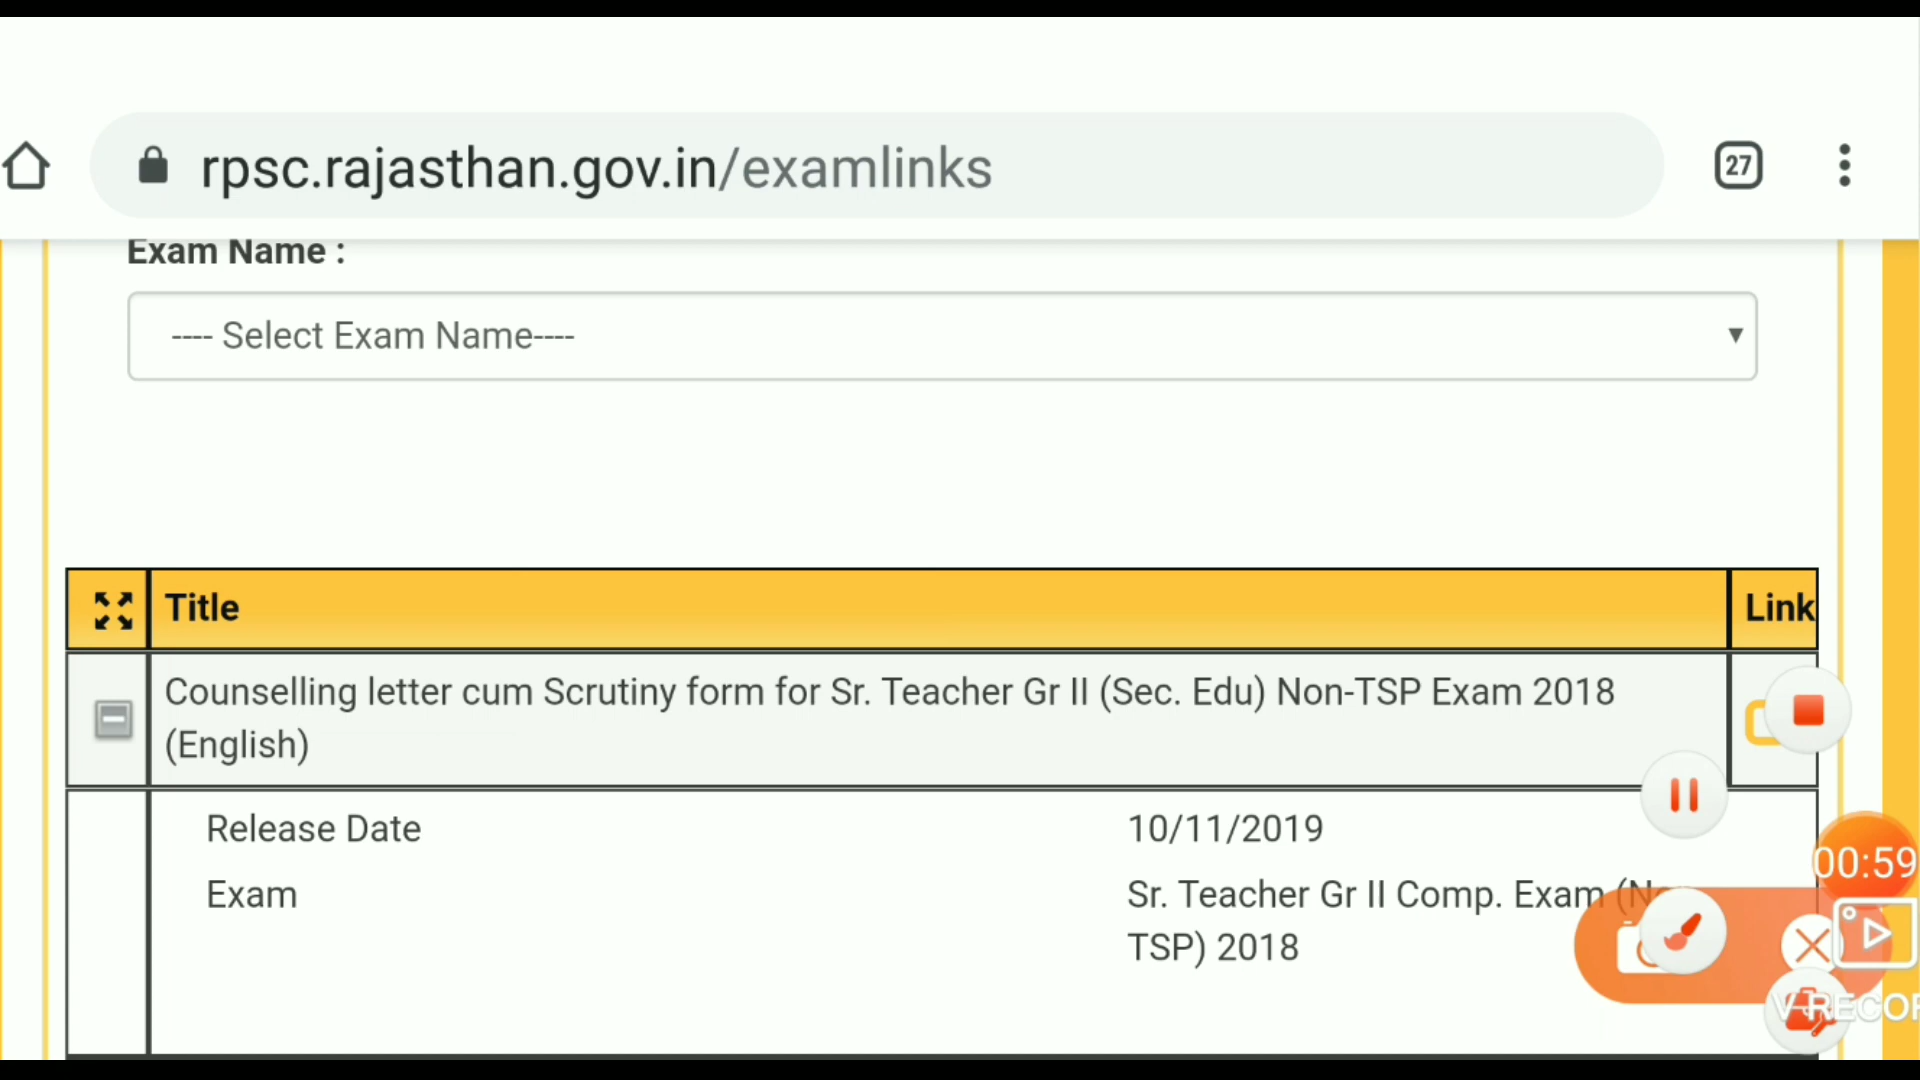 rpsc.rajasthan.gov.in/examlinks
27
Exam Name :
---- Select Exam Name----
Title
Link
Counselling letter cum Scrutiny form for Sr. Teacher Gr II (Sec. Edu) Non-TSP Exam 2018
(English)
Release Date
10/11/2019
00:59
Exam
Sr. Teacher Gr II Comp. Exam
TSP) 2018